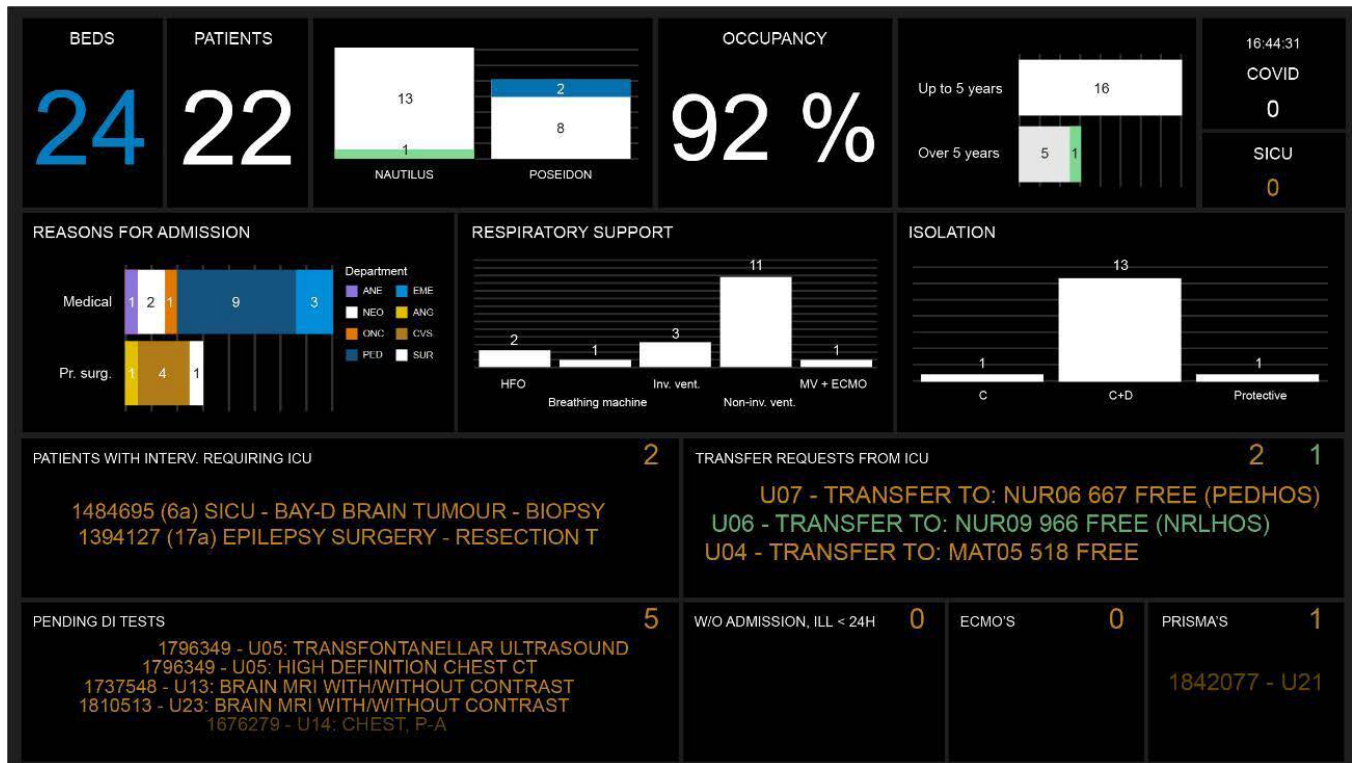 BEDS
24
PATIENTS
22
13
1
NAUTILUS
2
8
POSEIDON
OCCUPANCY
92 %
Up to 5 years
16
Over 5 years
5
1
16:44:31
COVID
0
SICU
0
REASONS FOR ADMISSION
Medical
1
2
1
9
3
Pr. surg.
1
4
1
Department
ANE
EME
NEO
ANG
ONC
CVS
PED
SUR
RESPIRATORY SUPPORT
2
1
3
11
1
HFO
Breathing machine
Inv. vent.
Non-inv. vent.
MV + ECMO
ISOLATION
1
13
1
C
C+D
Protective
PATIENTS WITH INTERV. REQUIRING ICU
2
1484695 (6a) SICU - BAY-D BRAIN TUMOUR - BIOPSY
1394127 (17a) EPILEPSY SURGERY - RESECTION T
TRANSFER REQUESTS FROM ICU
2
1
U07 - TRANSFER TO: NUR06 667 FREE (PEDHOS)
U06 - TRANSFER TO: NUR09 966 FREE (NRLHOS)
U04 - TRANSFER TO: MAT05 518 FREE
PENDING DI TESTS
5
1796349 - U05: TRANSFONTANELLAR ULTRASOUND
1796349 - U05: HIGH DEFINITION CHEST CT
1737548 - U13: BRAIN MRI WITH/WITHOUT CONTRAST
1810513 - U23: BRAIN MRI WITH/WITHOUT CONTRAST
1676279 - U14: CHEST, P-A
W/O ADMISSION, ILL < 24H
0
ECMO'S
0
PRISMA'S
1
1842077 - U21